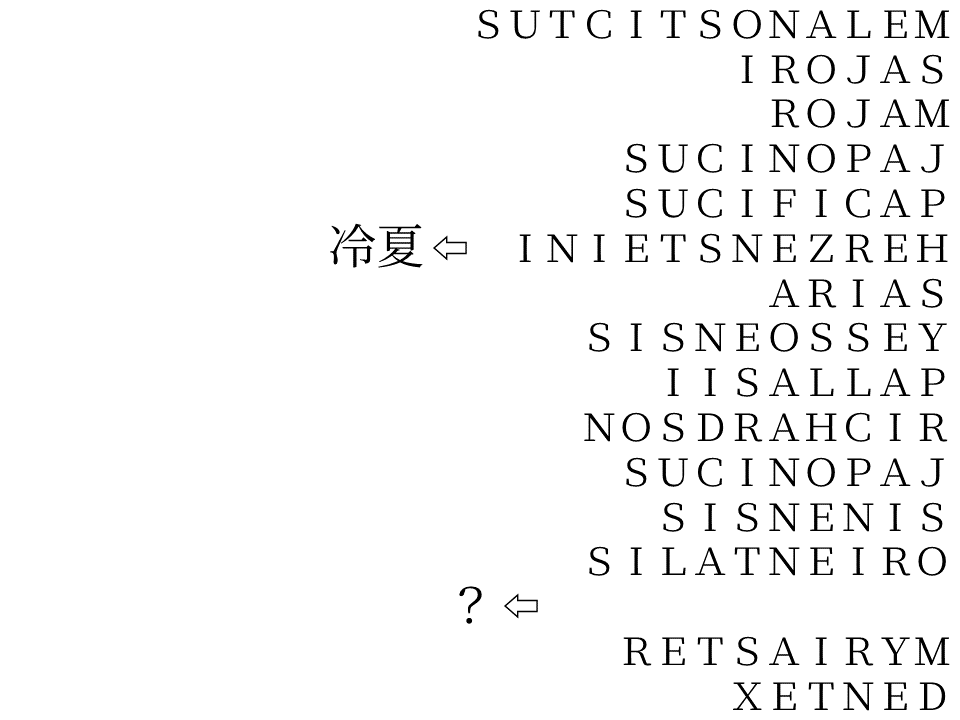 SUTCITSONALEM
IROJAS
ROJAM
SUCINOPAJ
SUCIFICAP
冷夏⇦ INIETSNEZREH
ARIAS
SISNEOSSEY
IISALLAP
NOSDRAHCIR
SUCINOPAJ
SISNENIS
SILATNEIRO
？⇦
RETSAIRYM
XETNED